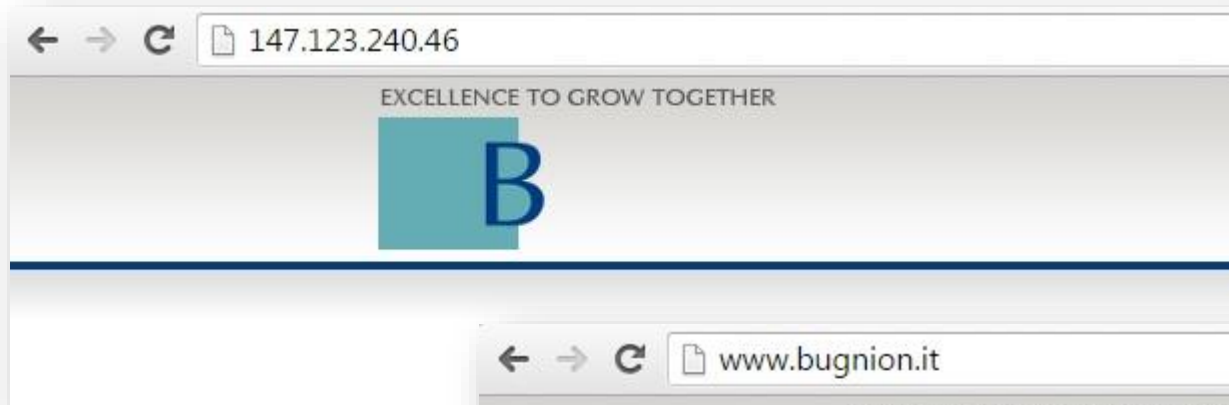 147.123.240.46
EXCELLENCE TO GROW TOGETHER
B
www.bugnion.it